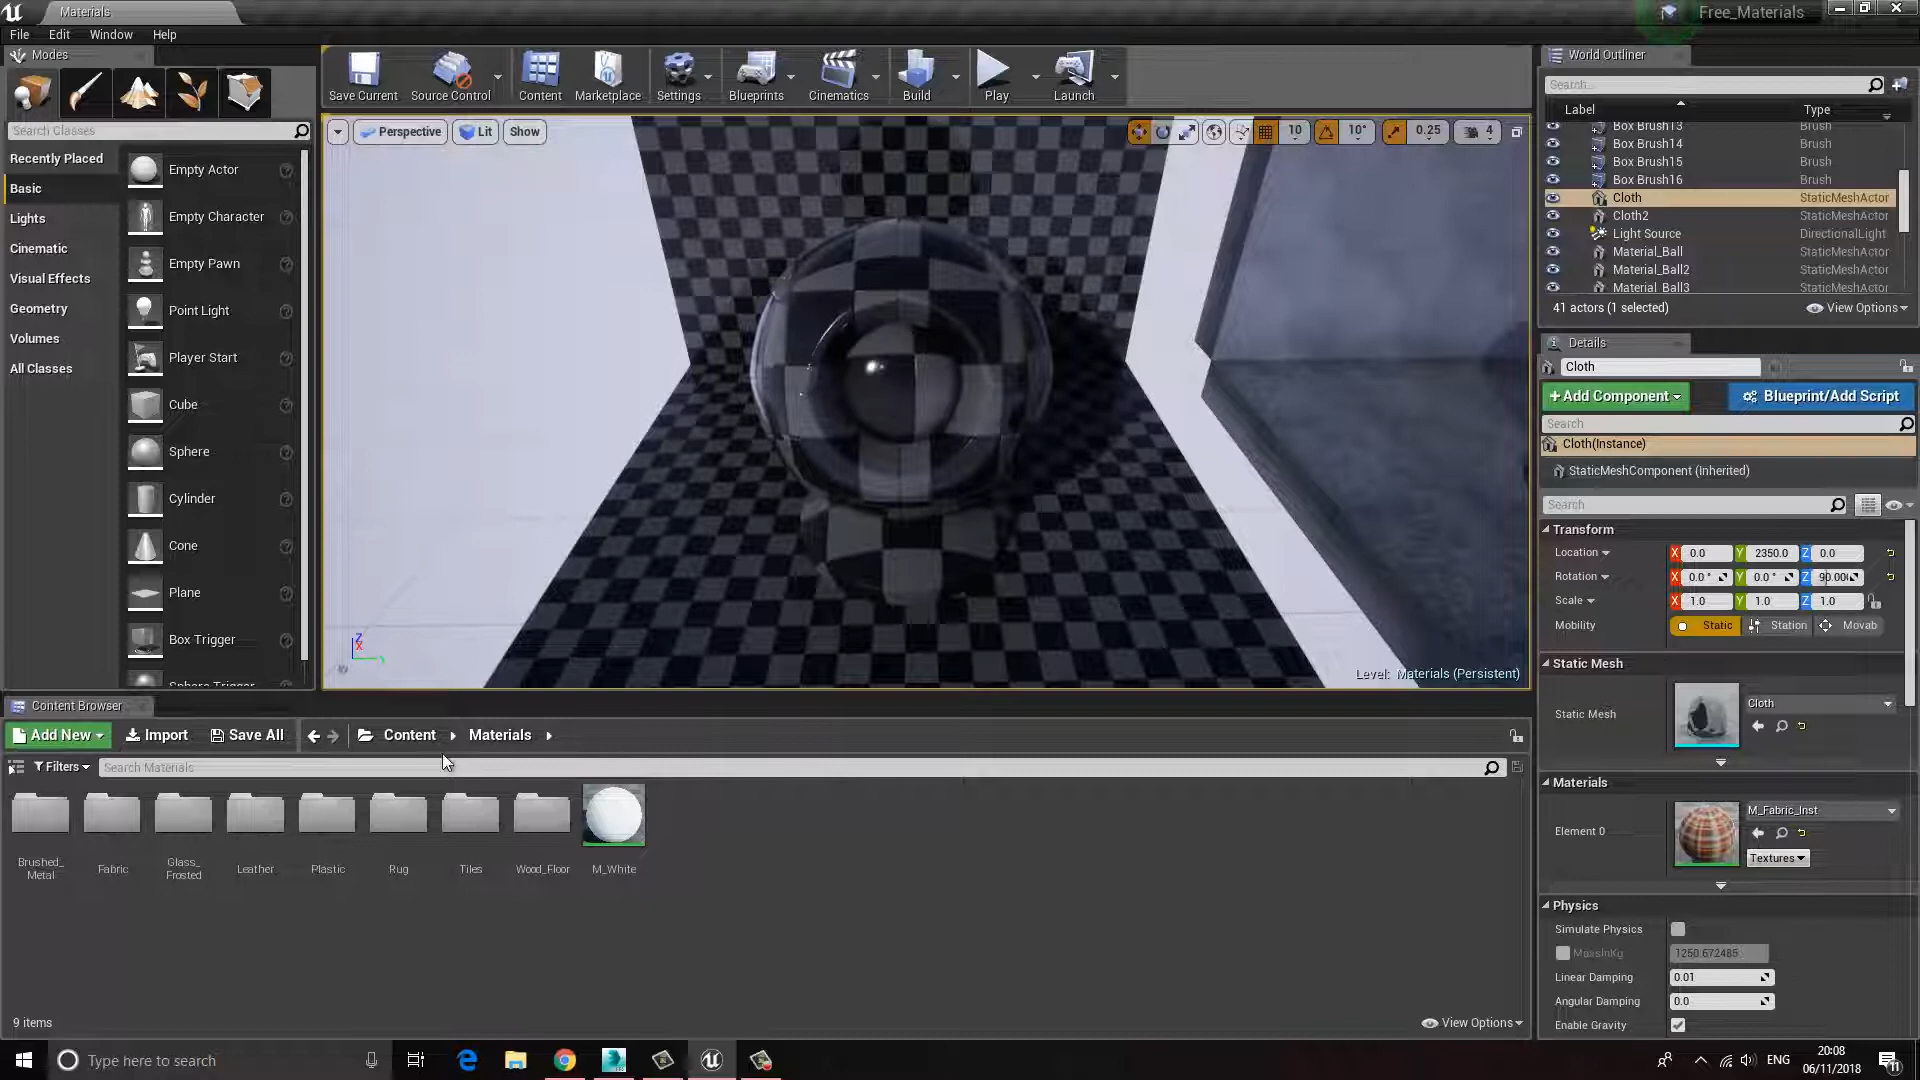 Materials
Free_Materials
File Edit Window Help
Modes
Save Current
Source Control
Content
Marketplace
Settings
Blueprints
Cinematics
Build
Play
Launch
Search Classes
Recently Placed
Basic
Lights
Cinematic
Visual Effects
Geometry
Volumes
All Classes
Empty Actor
Empty Character
Empty Pawn
Point Light
Player Start
Cube
Sphere
Cylinder
Cone
Plane
Box Trigger
Sphere Trigger
Perspective
Lit
Show
10
10°
0.25
4
Z
X
Level: Materials (Persistent)
World Outliner
Search...
Label Type
Box Brush13 Brush
Box Brush14 Brush
Box Brush15 Brush
Box Brush16 Brush
Cloth StaticMeshActor
Cloth2 StaticMeshActor
Light Source DirectionalLight
Material_Ball StaticMeshActor
Material_Ball2 StaticMeshActor
Material_Ball3 StaticMeshActor
41 actors (1 selected) View Options
Details
Cloth
+Add Component
Blueprint/Add Script
Search
Cloth(Instance)
StaticMeshComponent (Inherited)
Search
Transform
Location X 0.0 Y 2350.0 Z 0.0
Rotation X 0.0° Y 0.0° Z
Scale X 1.0 Y 1.0 Z 1.0
Mobility Static Station Movab
Static Mesh
Static Mesh Cloth
Materials
Element 0 M_Fabric_Inst
Textures
Physics
Simulate Physics
MassInKg 1250.672485
Linear Damping 0.01
Angular Damping 0.0
Enable Gravity
Content Browser
Add New Import Save All Content Materials
Filters Search Materials
Brushed_Metal
Fabric
Glass_Frosted
Leather
Plastic
Rug
Tiles
Wood_Floor
M_White
9 items
View Options
Type here to search
ENG
20:08
06/11/2018
11